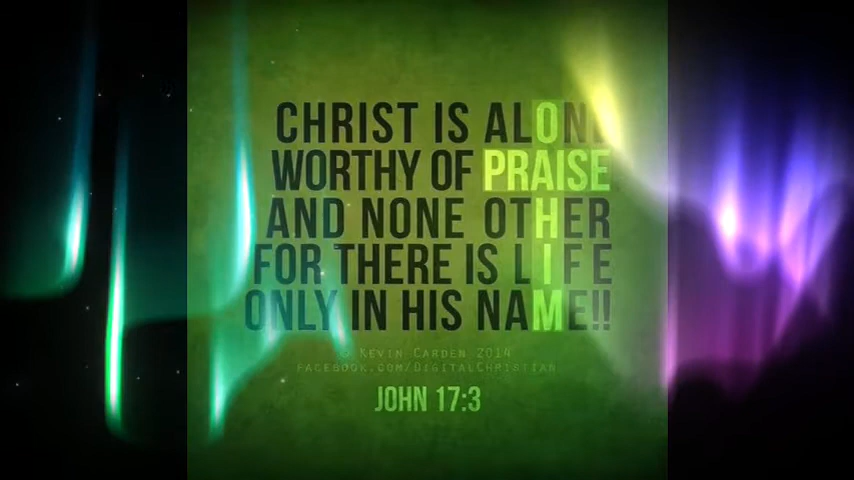 CHRIST IS ALONE
WORTHY OF PRAISE
AND NONE OTHER
FOR THERE IS LIFE
ONLY IN HIS NAME!!
© KEVIN CARDEN 2014
FACEBOOK.COM/DIGITALCHRISTIAN
JOHN 17:3